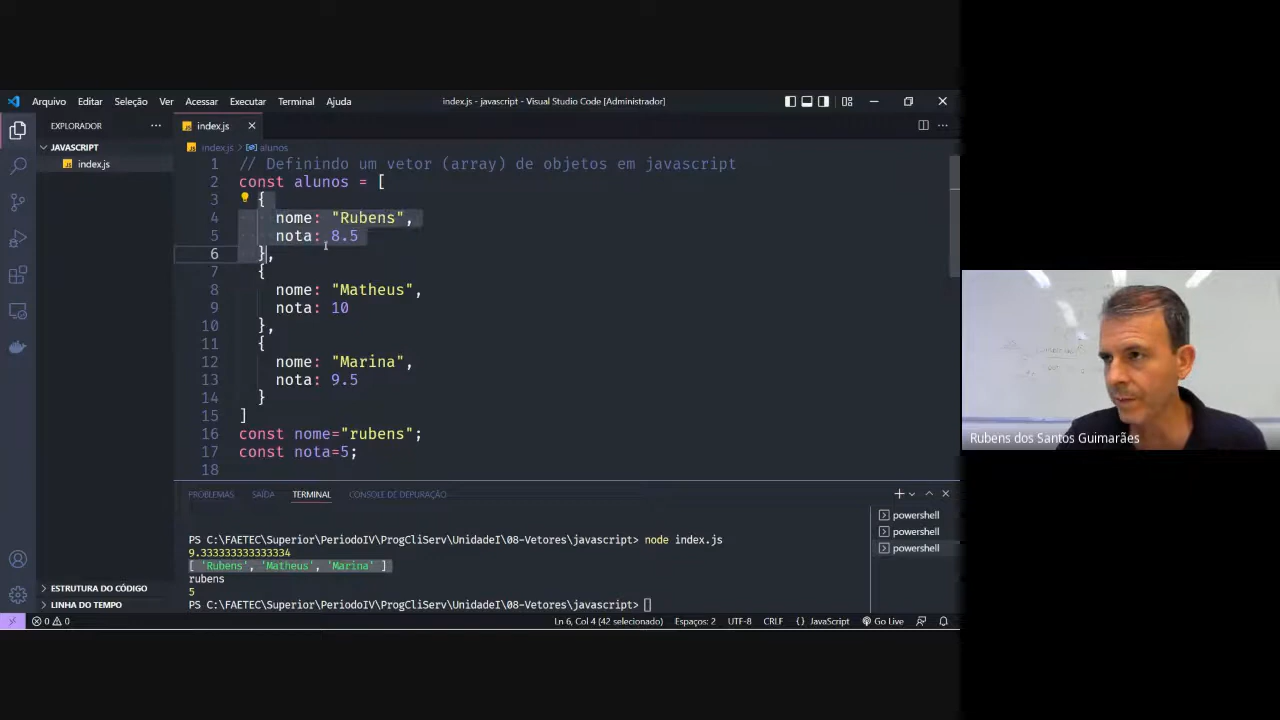 Arquivo Editar Seleção Ver Acessar Executar Terminal Ajuda
index.js - javascript - Visual Studio Code [Administrador]
EXPLORADOR
index.js
JAVASCRIPT
index.js
index.js > alunos
1 // Definindo um vetor (array) de objetos em javascript
2 const alunos = [
3 {
4 nome: "Rubens",
5 nota: 8.5
6 },
7 {
8 nome: "Matheus",
9 nota: 10
10 },
11 {
12 nome: "Marina",
13 nota: 9.5
14 }
15 ]
16 const nome="rubens";
17 const nota=5;
18
Rubens dos Santos Guimarães
PROBLEMAS SAÍDA TERMINAL CONSOLE DE DEPURAÇÃO
powershell
powershell
powershell
PS C:\FAETEC\Superior\PeriodoIV\ProgCliServ\UnidadeI\08-Vetores\javascript> node index.js
9.333333333333334
[ 'Rubens', 'Matheus', 'Marina' ]
rubens
5
PS C:\FAETEC\Superior\PeriodoIV\ProgCliServ\UnidadeI\08-Vetores\javascript>
ESTRUTURA DO CÓDIGO
LINHA DO TEMPO
0 0
Ln 6, Col 4 (42 selecionado) Espaços: 2 UTF-8 CRLF {} JavaScript Go Live